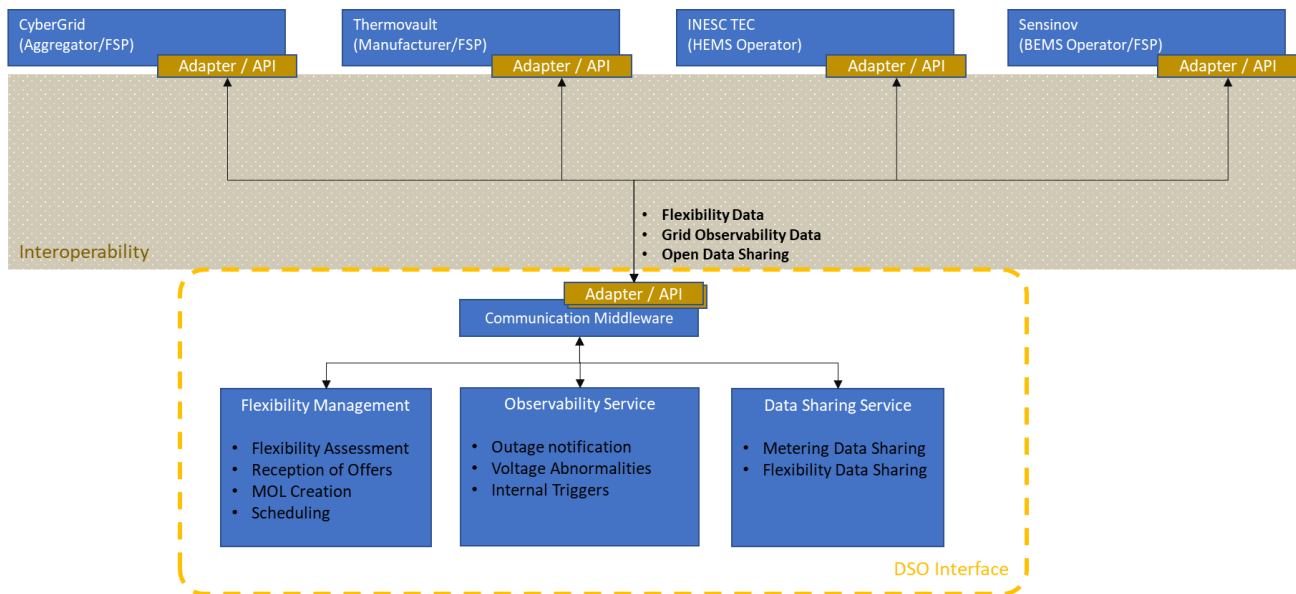 CyberGrid
(Aggregator/FSP)
Adapter / API
Thermovault
(Manufacturer/FSP)
Adapter / API
INESC TEC
(HEMS Operator)
Adapter / API
Sensinov
(BEMS Operator/FSP)
Adapter / API
• Flexibility Data
• Grid Observability Data
• Open Data Sharing
Interoperability
Adapter / API
Communication Middleware
Flexibility Management
• Flexibility Assessment
• Reception of Offers
• MOL Creation
• Scheduling
Observability Service
• Outage notification
• Voltage Abnormalities
• Internal Triggers
Data Sharing Service
• Metering Data Sharing
• Flexibility Data Sharing
DSO Interface